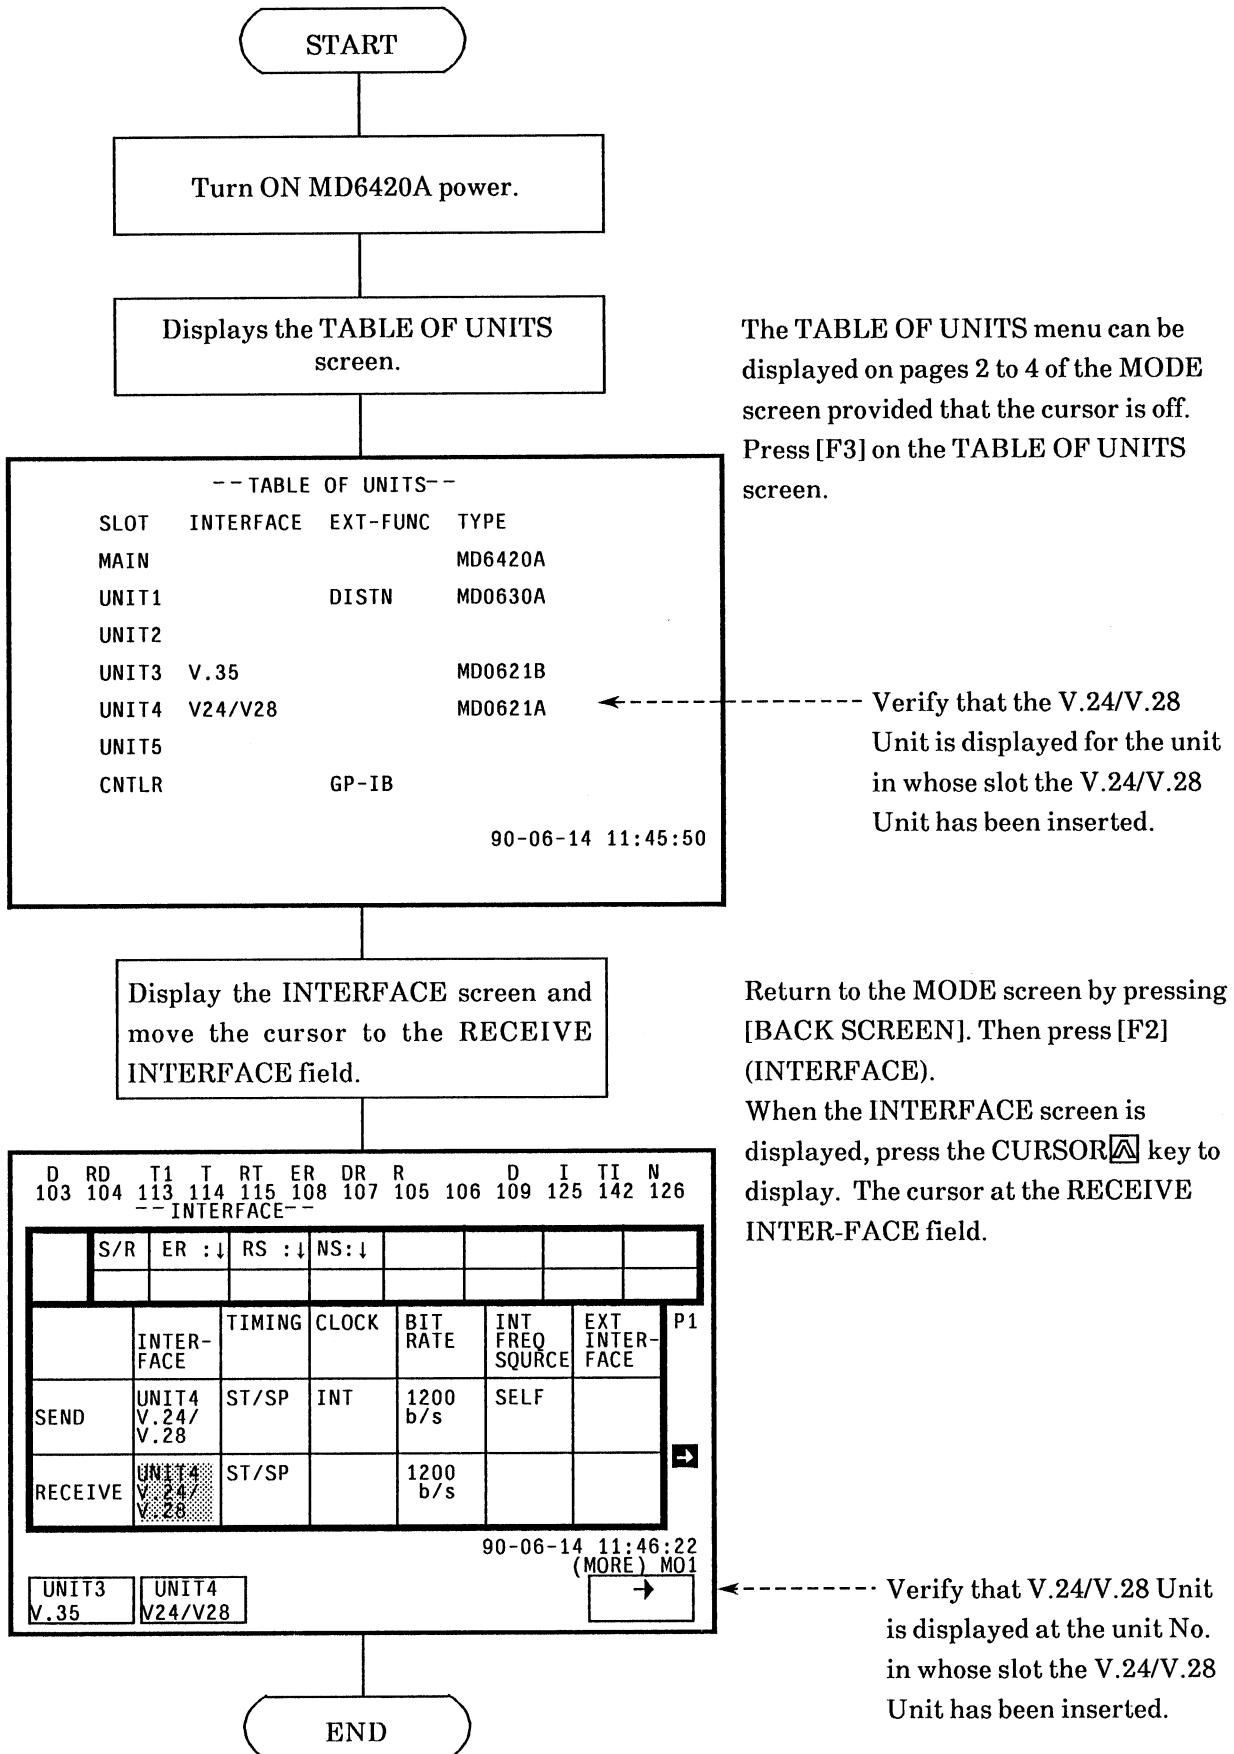 START
Turn ON MD6420A power.
Displays the TABLE OF UNITS
screen.
The TABLE OF UNITS menu can be
displayed on pages 2 to 4 of the MODE
screen provided that the cursor is off.
Press [F3] on the TABLE OF UNITS
screen.
--TABLE OF UNITS--
SLOT INTERFACE EXT-FUNC TYPE
MAIN MD6420A
UNIT1 DISTN MD0630A
UNIT2
UNIT3 V.35 MD0621B
UNIT4 V24/V28 MD0621A
UNIT5
CNTLR GP-IB
90-06-14 11:45:50
Verify that the V.24/V.28
Unit is displayed for the unit
in whose slot the V.24/V.28
Unit has been inserted.
Display the INTERFACE screen and
move the cursor to the RECEIVE
INTERFACE field.
Return to the MODE screen by pressing
[BACK SCREEN]. Then press [F2]
(INTERFACE).
When the INTERFACE screen is
displayed, press the CURSOR key to
display. The cursor at the RECEIVE
INTER-FACE field.
D RD T1 T RT ER DR R D I TI N
103 104 113 114 115 108 107 105 106 109 125 142 126
--INTERFACE--
S/R ER :↓ RS :↓ NS:↓
INTER-
FACE
TIMING CLOCK
BIT
RATE
INT
FREQ
SQURCE
EXT
INTER-
FACE
P1
SEND
UNIT4
V.24/
V.28
ST/SP INT
1200
b/s
SELF
→
RECEIVE
UNIT4
V.24/
V.28
ST/SP
1200
b/s
90-06-14 11:46:22
(MORE) MO1
UNIT3
V.35
UNIT4
V24/V28
→
Verify that V.24/V.28 Unit
is displayed at the unit No.
in whose slot the V.24/V.28
Unit has been inserted.
END